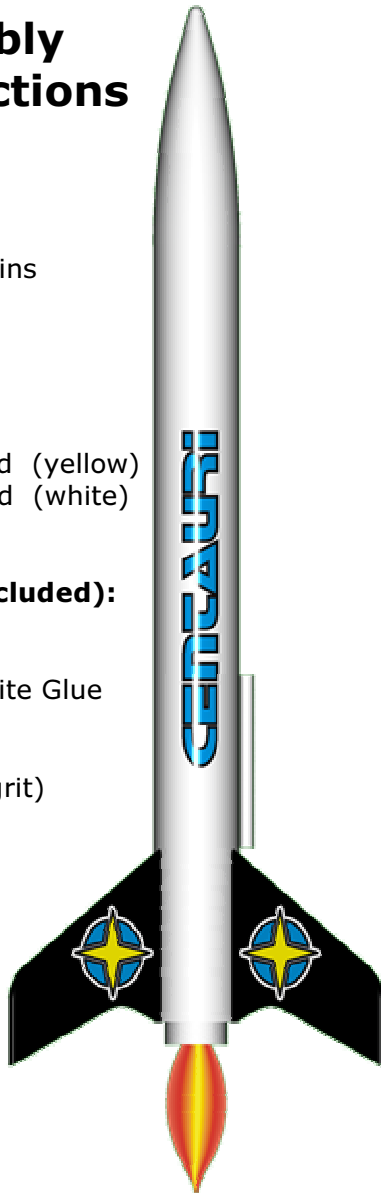 bly
ctions
ins
d (yellow)
d (white)
cluded):
ite Glue
grit)
CENTAURI